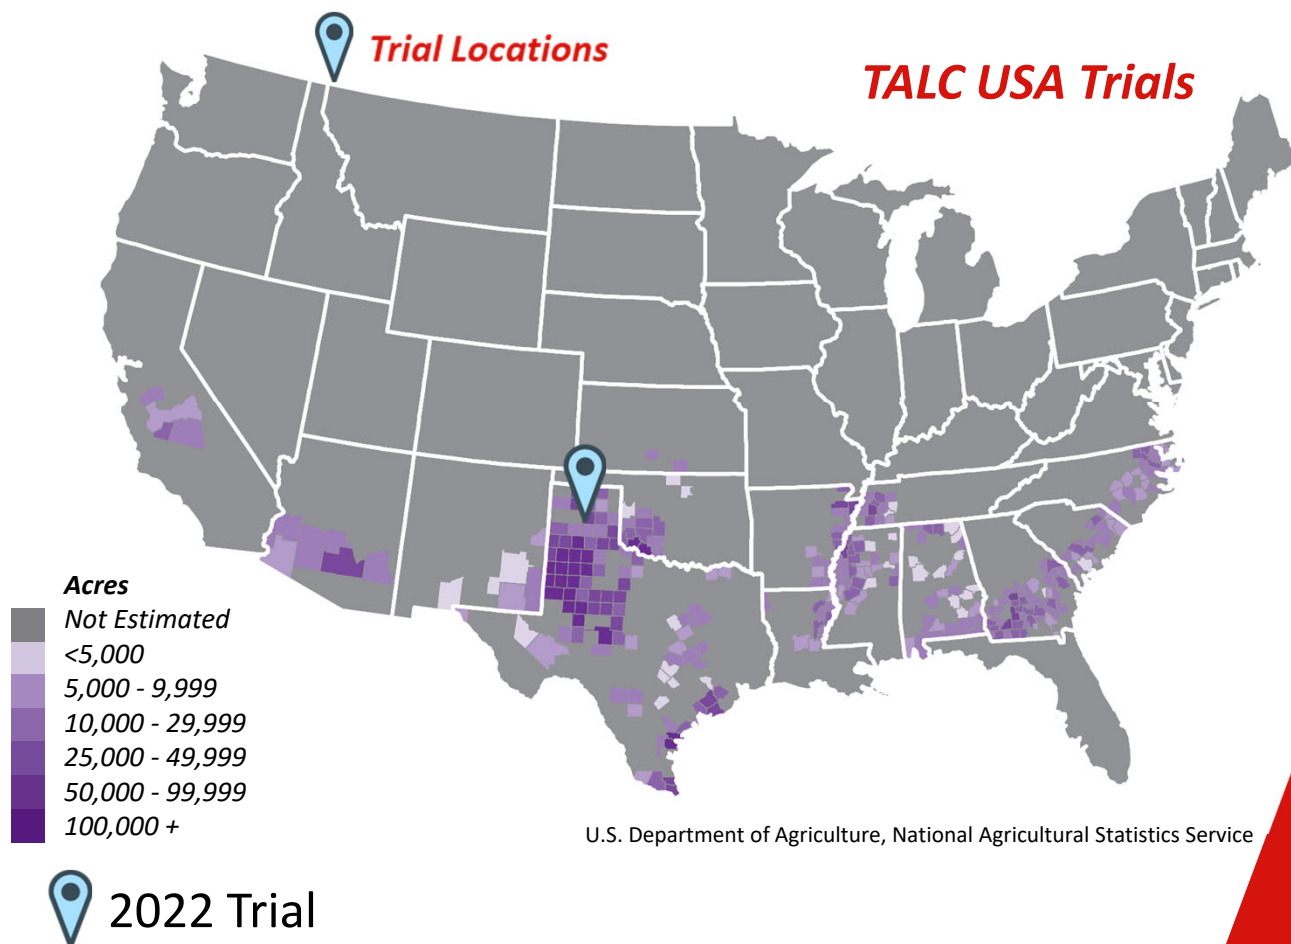 Trial Locations
TALC USA Trials
Acres
Not Estimated
<5,000
5,000 - 9,999
10,000 - 29,999
25,000 - 49,999
50,000 - 99,999
100,000 +
U.S. Department of Agriculture, National Agricultural Statistics Service
2022 Trial